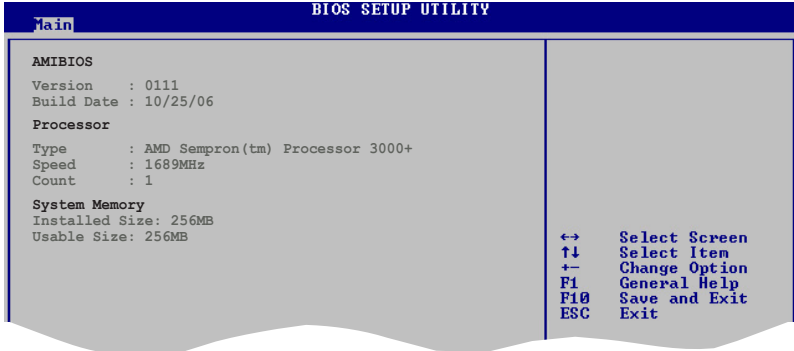 BIOS SETUP UTILITY
Main
AMIBIOS
Version : 0111
Build Date : 10/25/06
Processor
Type : AMD Sempron(tm) Processor 3000+
Speed : 1689MHz
Count : 1
System Memory
Installed Size: 256MB
Usable Size: 256MB
←→ Select Screen
↑↓ Select Item
+- Change Option
F1 General Help
F10 Save and Exit
ESC Exit